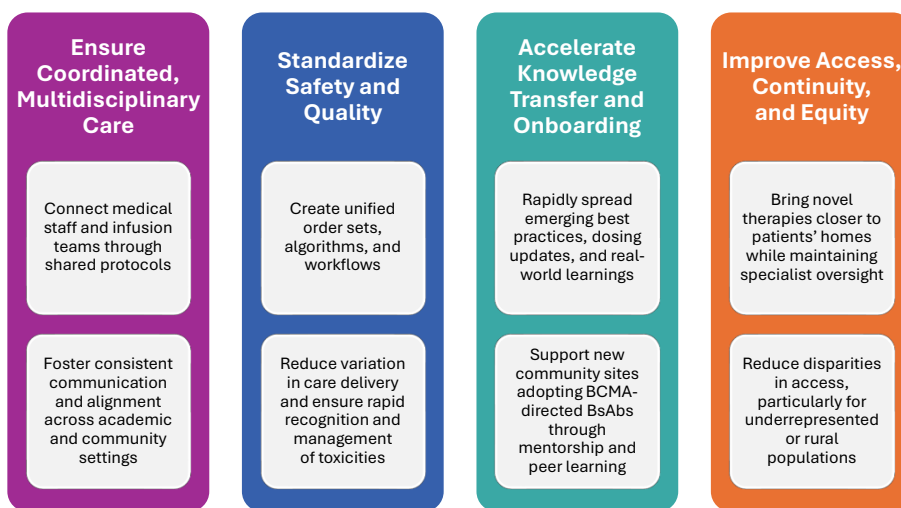 Ensure
Coordinated,
Multidisciplinary
Care
Connect medical
staff and infusion
teams through
shared protocols
Foster consistent
communication
and alignment
across academic
and community
settings
Standardize
Safety and
Quality
Create unified
order sets,
algorithms, and
workflows
Reduce variation
in care delivery
and ensure rapid
recognition and
management
of toxicities
Accelerate
Knowledge
Transfer and
Onboarding
Rapidly spread
emerging best
practices, dosing
updates, and real-
world learnings
Support new
community sites
adopting BCMA-
directed BsAbs
through
mentorship and
peer learning
Improve Access,
Continuity,
and Equity
Bring novel
therapies closer to
patients’ homes
while maintaining
specialist oversight
Reduce disparities
in access,
particularly for
underrepresented
or rural
populations